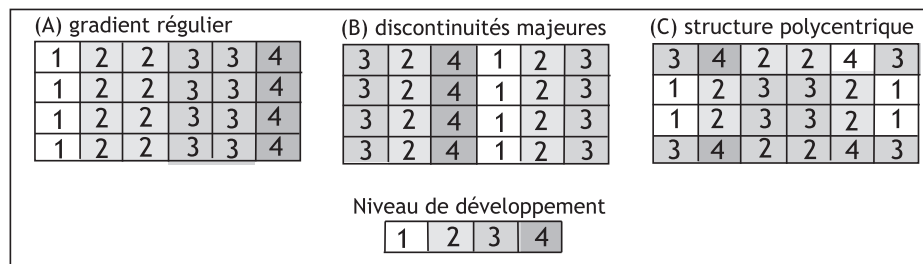 (A) gradient régulier
1 2 2 3 3 4
1 2 2 3 3 4
1 2 2 3 3 4
1 2 2 3 3 4
(B) discontinuités majeures
3 2 4 1 2 3
3 2 4 1 2 3
3 2 4 1 2 3
3 2 4 1 2 3
(C) structure polycentrique
3 4 2 2 4 3
1 2 3 3 2 1
1 2 3 3 2 1
3 4 2 2 4 3
Niveau de développement
1 2 3 4